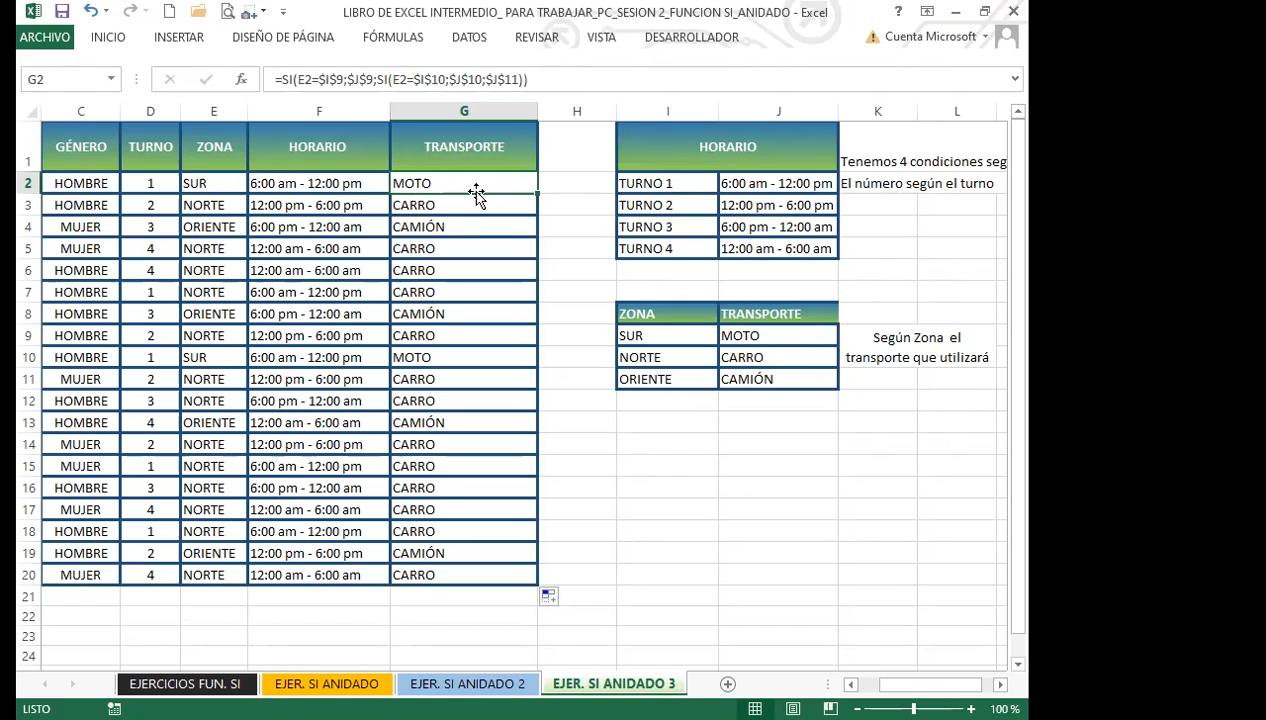 LIBRO DE EXCEL INTERMEDIO_ PARA TRABAJAR_PC_SESION 2_FUNCION SI_ANIDADO - Excel
ARCHIVO INICIO INSERTAR DISEÑO DE PÁGINA FÓRMULAS DATOS REVISAR VISTA DESARROLLADOR Cuenta Microsoft
G2 fx =SI(E2=$I$9;$J$9;SI(E2=$I$10;$J$10;$J$11))
C D E F G H I J K L
1 GÉNERO TURNO ZONA HORARIO TRANSPORTE HORARIO Tenemos 4 condiciones seg
2 HOMBRE 1 SUR 6:00 am - 12:00 pm MOTO TURNO 1 6:00 am - 12:00 pm El número según el turno
3 HOMBRE 2 NORTE 12:00 pm - 6:00 pm CARRO TURNO 2 12:00 pm - 6:00 pm
4 MUJER 3 ORIENTE 6:00 pm - 12:00 am CAMIÓN TURNO 3 6:00 pm - 12:00 am
5 MUJER 4 NORTE 12:00 am - 6:00 am CARRO TURNO 4 12:00 am - 6:00 am
6 HOMBRE 4 NORTE 12:00 am - 6:00 am CARRO
7 HOMBRE 1 NORTE 6:00 am - 12:00 pm CARRO
8 HOMBRE 3 ORIENTE 6:00 pm - 12:00 am CAMIÓN ZONA TRANSPORTE
9 HOMBRE 2 NORTE 12:00 pm - 6:00 pm CARRO SUR MOTO Según Zona el
10 HOMBRE 1 SUR 6:00 am - 12:00 pm MOTO NORTE CARRO transporte que utilizará
11 MUJER 2 NORTE 12:00 pm - 6:00 pm CARRO ORIENTE CAMIÓN
12 MUJER 3 NORTE 6:00 pm - 12:00 am CARRO
13 HOMBRE 4 ORIENTE 12:00 am - 6:00 am CAMIÓN
14 MUJER 2 NORTE 12:00 pm - 6:00 pm CARRO
15 MUJER 1 NORTE 6:00 am - 12:00 pm CARRO
16 HOMBRE 3 NORTE 6:00 pm - 12:00 am CARRO
17 MUJER 4 NORTE 12:00 am - 6:00 am CARRO
18 HOMBRE 1 NORTE 6:00 am - 12:00 pm CARRO
19 HOMBRE 2 ORIENTE 12:00 pm - 6:00 pm CAMIÓN
20 MUJER 4 NORTE 12:00 am - 6:00 am CARRO
21
22
23
24
EJERCICIOS FUN. SI EJER. SI ANIDADO EJER. SI ANIDADO 2 EJER. SI ANIDADO 3
LISTO 100 %